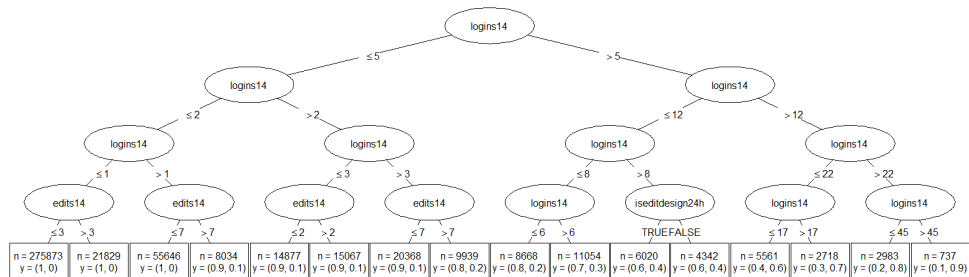 logins14
≤5
>5
logins14
logins14
≤2
>2
≤12
>12
logins14
logins14
logins14
logins14
≤1
>1
≤3
>3
≤8
>8
≤22
>22
edits14
edits14
edits14
edits14
logins14
iseditdesign24h
logins14
logins14
≤3
>3
≤7
>7
≤2
>2
≤7
>7
≤6
>6
TRUE
FALSE
≤17
>17
≤45
>45
n = 275873
y = (1, 0)
n = 21829
y = (1, 0)
n = 55646
y = (1, 0)
n = 8034
y = (0.9, 0.1)
n = 14877
y = (0.9, 0.1)
n = 15067
y = (0.9, 0.1)
n = 20368
y = (0.9, 0.1)
n = 9939
y = (0.8, 0.2)
n = 8668
y = (0.8, 0.2)
n = 11054
y = (0.7, 0.3)
n = 6020
y = (0.6, 0.4)
n = 4342
y = (0.6, 0.4)
n = 5561
y = (0.4, 0.6)
n = 2718
y = (0.3, 0.7)
n = 2983
y = (0.2, 0.8)
n = 737
y = (0.1, 0.9)